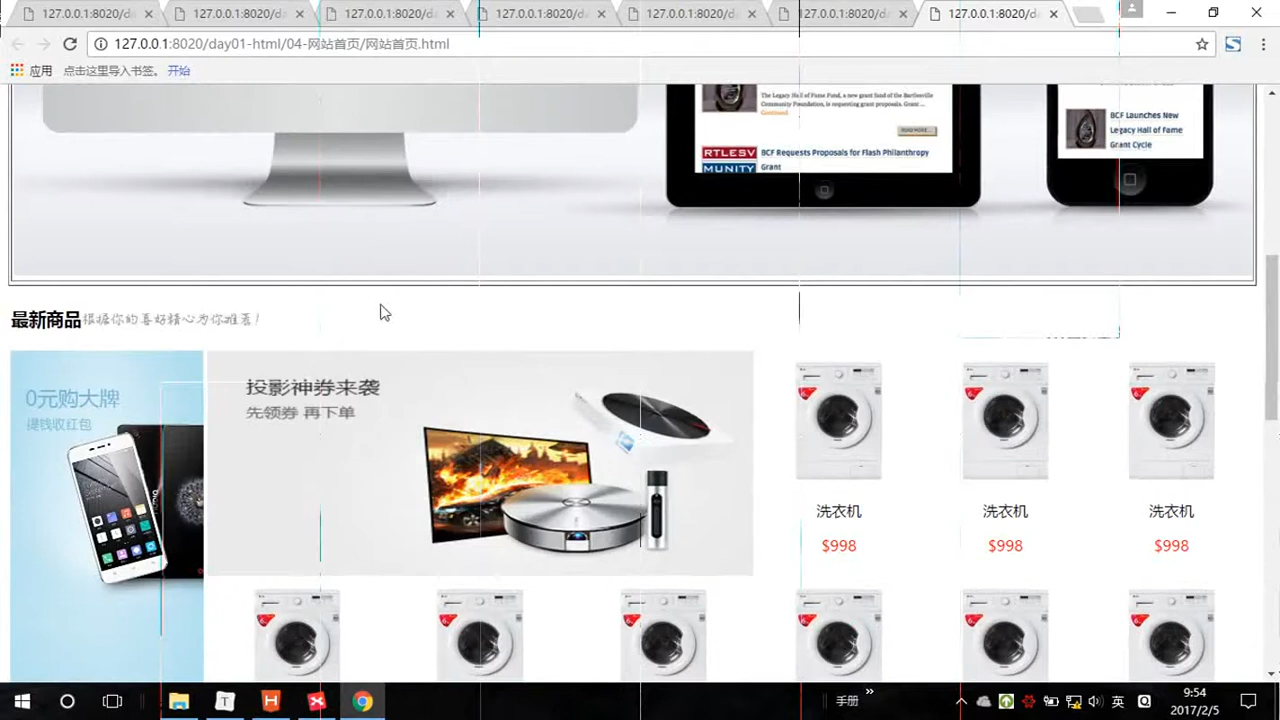 127.0.0.1:8020/d 127.0.0.1:8020/d 127.0.0.1:8020/d 127.0.0.1:8020/d 127.0.0.1:8020/d 127.0.0.1:8020/d 127.0.0.1:8020/d
127.0.0.1:8020/day01-html/04-网站首页/网站首页.html
应用 点击这里导入书签。 开始
The Legacy Hall of Fame Fund, a new grant fund of the Bartlesville
Community Foundation, is requesting grant proposals. Grant ...
Continued
READ MORE...
RTLESV
MUNITY
BCF Requests Proposals for Flash Philanthropy
Grant
BCF Launches New
Legacy Hall of Fame
Grant Cycle
最新商品 根据你的喜好精心为你推荐!
0元购大牌
提钱收红包
投影神券来袭
先领券 再下单
洗衣机 洗衣机 洗衣机
$998 $998 $998
手册 »
英
9:54
2017/2/5